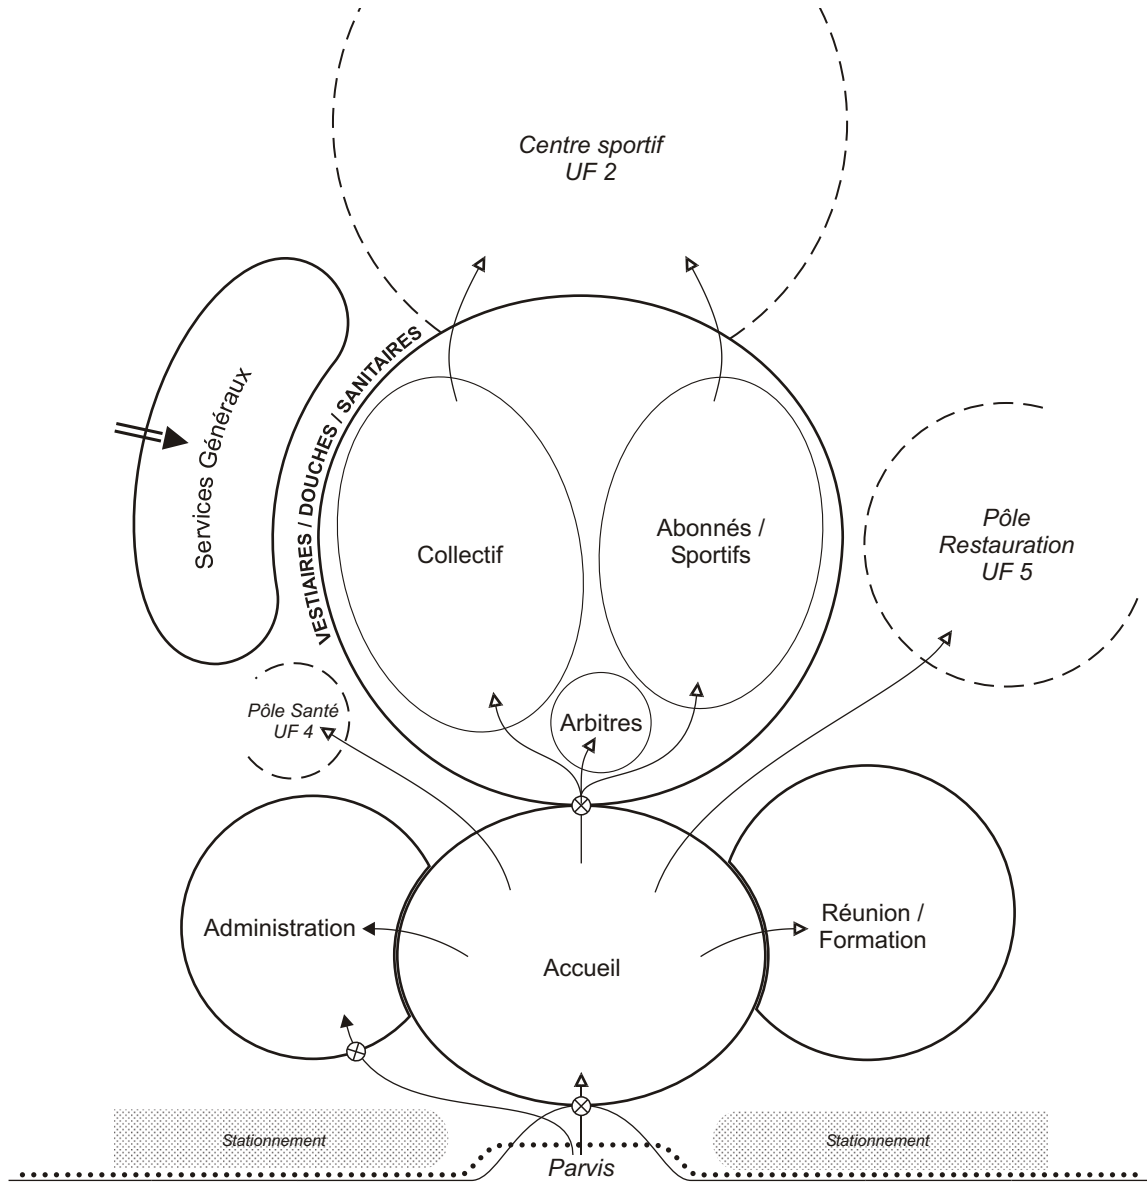 Centre sportif
UF 2
Services Généraux
VESTIAIRES / DOUCHES / SANITAIRES
Collectif
Abonnés /
Sportifs
Pôle
Restauration
UF 5
Pôle Santé
UF 4
Arbitres
Administration
Accueil
Réunion /
Formation
Stationnement
Stationnement
Parvis